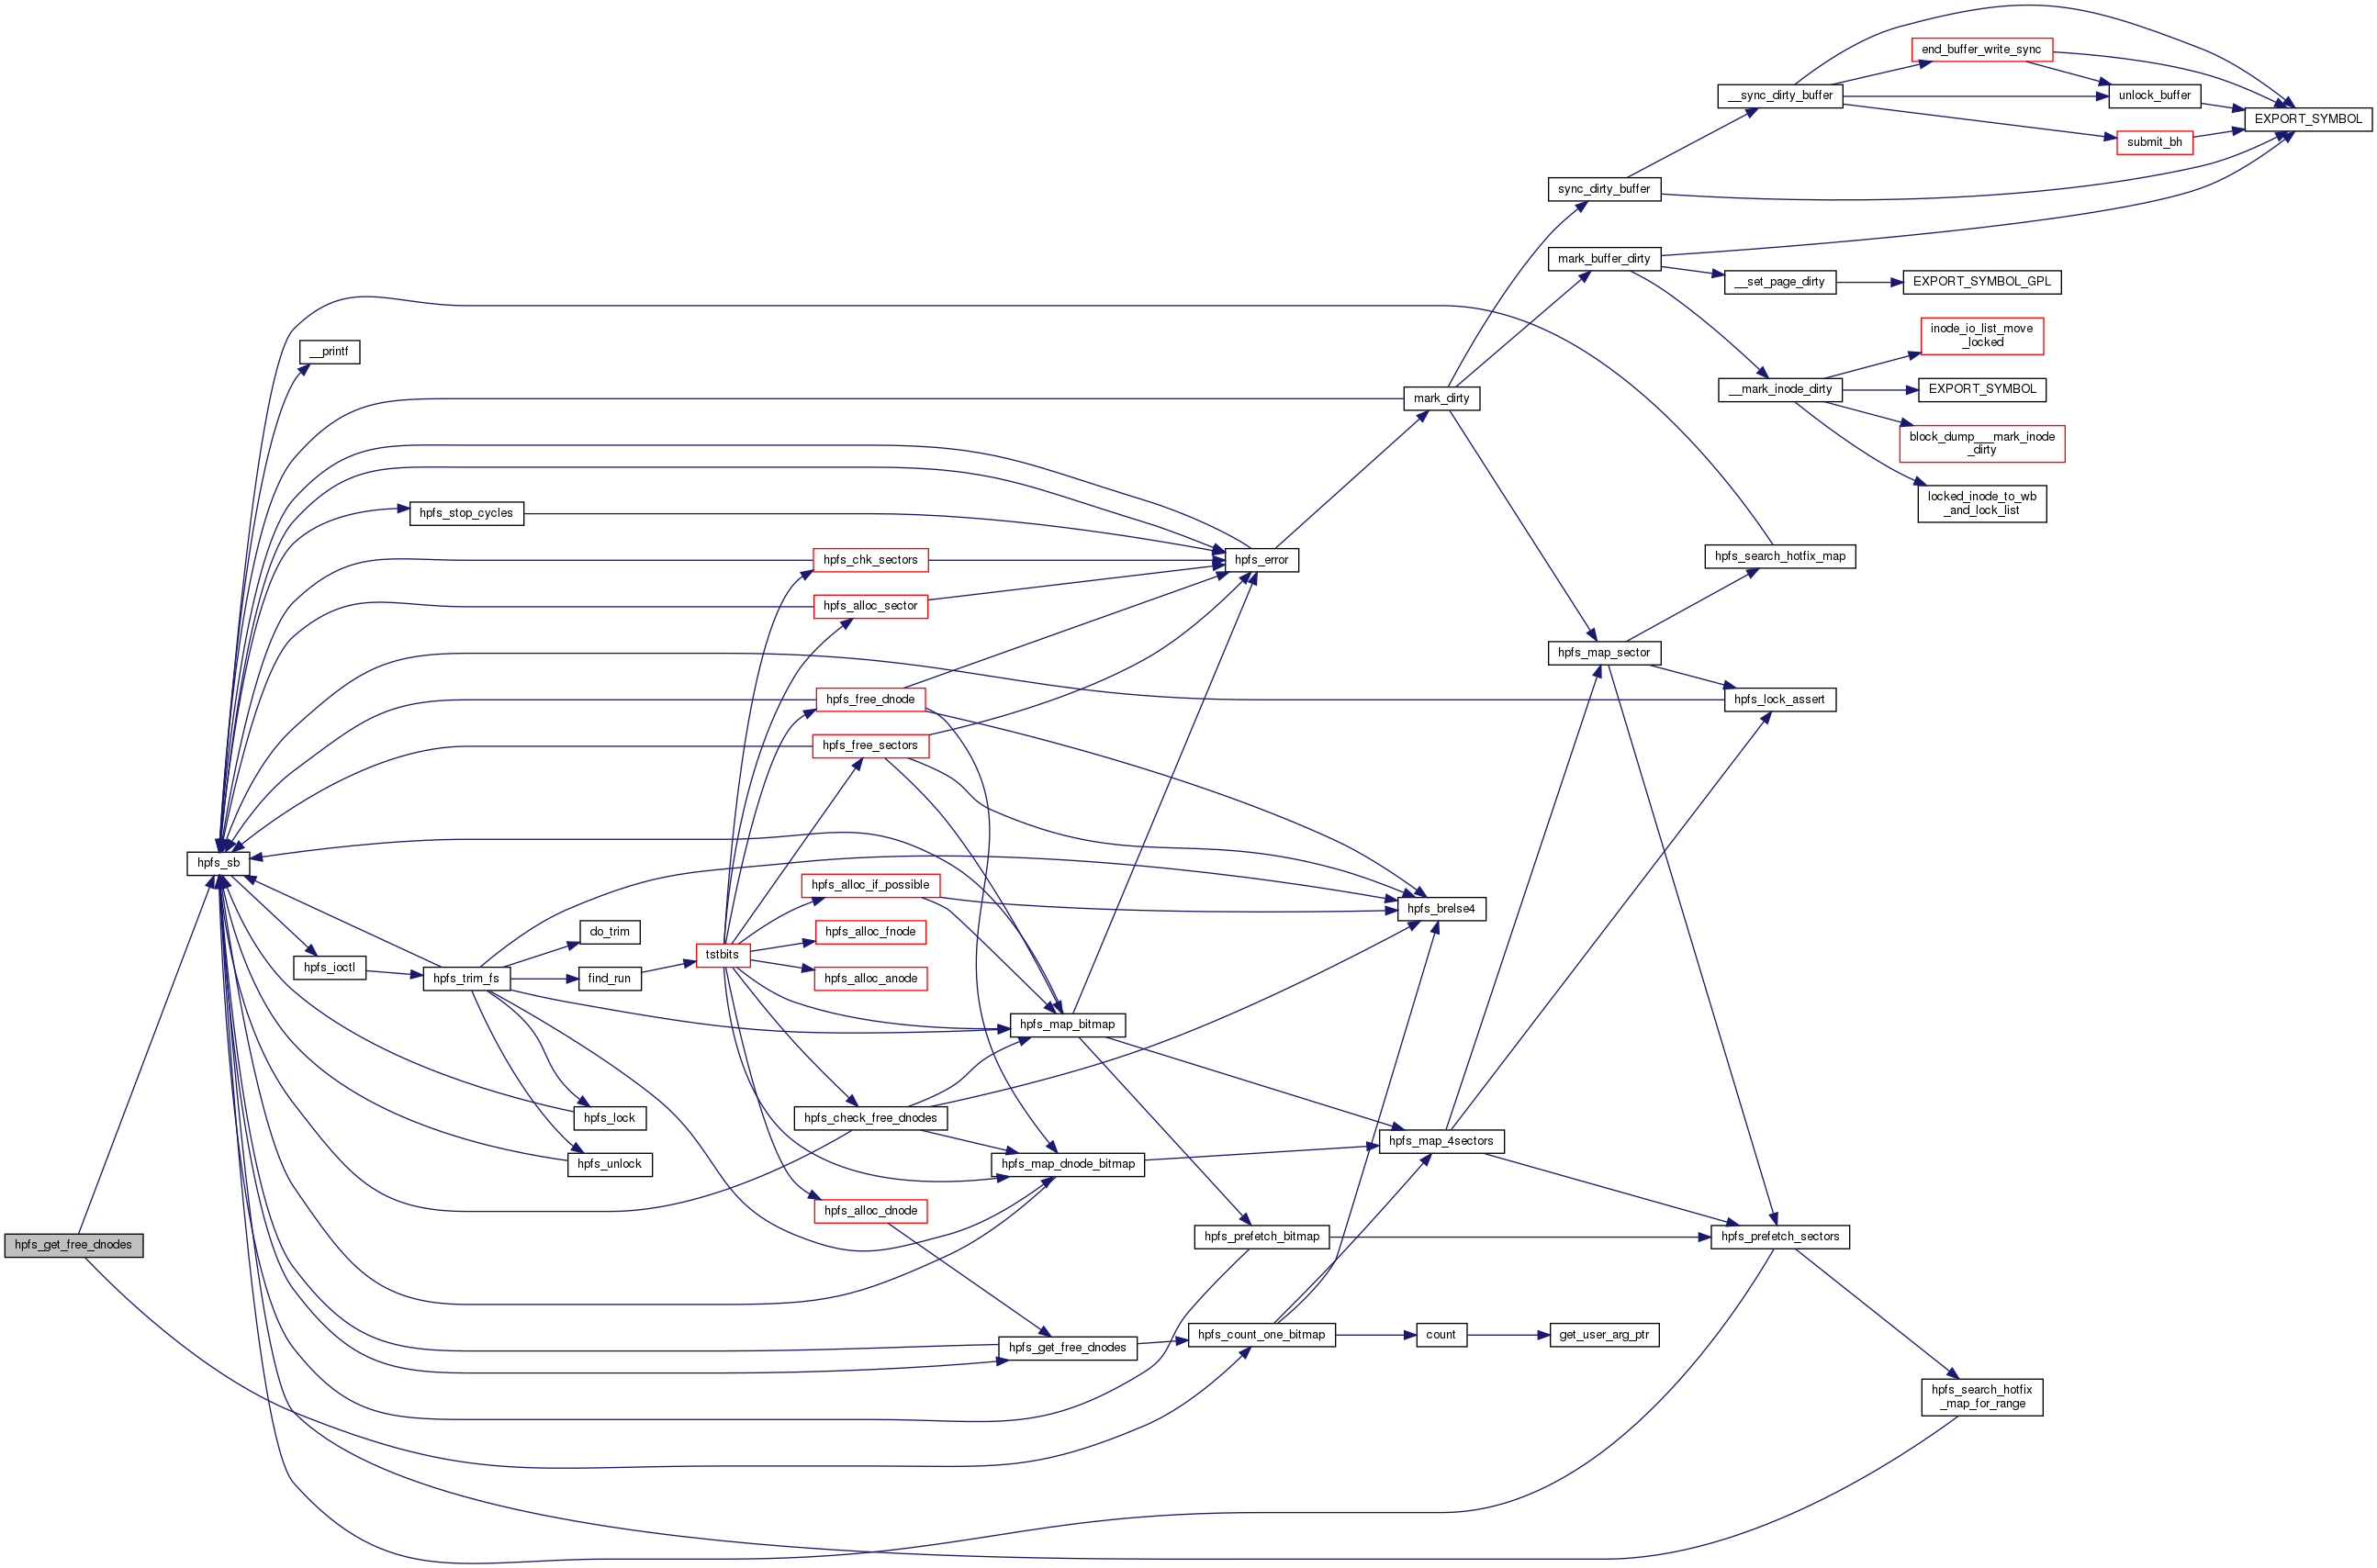 end_buffer_write_sync
__sync_dirty_buffer
unlock_buffer
EXPORT_SYMBOL
submit_bh
sync_dirty_buffer
mark_buffer_dirty
__set_page_dirty
EXPORT_SYMBOL_GPL
inode_io_list_move
_locked
__printf
__mark_inode_dirty
EXPORT_SYMBOL
mark_dirty
block_dump___mark_inode
_dirty
locked_inode_to_wb
_and_lock_list
hpfs_stop_cycles
hpfs_chk_sectors
hpfs_error
hpfs_search_hotfix_map
hpfs_alloc_sector
hpfs_map_sector
hpfs_free_dnode
hpfs_lock_assert
hpfs_free_sectors
hpfs_sb
hpfs_alloc_if_possible
hpfs_brelse4
do_trim
hpfs_alloc_fnode
tstbits
hpfs_ioctl
hpfs_trim_fs
find_run
hpfs_alloc_anode
hpfs_map_bitmap
hpfs_lock
hpfs_check_free_dnodes
hpfs_map_4sectors
hpfs_unlock
hpfs_map_dnode_bitmap
hpfs_alloc_dnode
hpfs_get_free_dnodes
hpfs_prefetch_bitmap
hpfs_prefetch_sectors
hpfs_get_free_dnodes
hpfs_count_one_bitmap
count
get_user_arg_ptr
hpfs_search_hotfix
_map_for_range